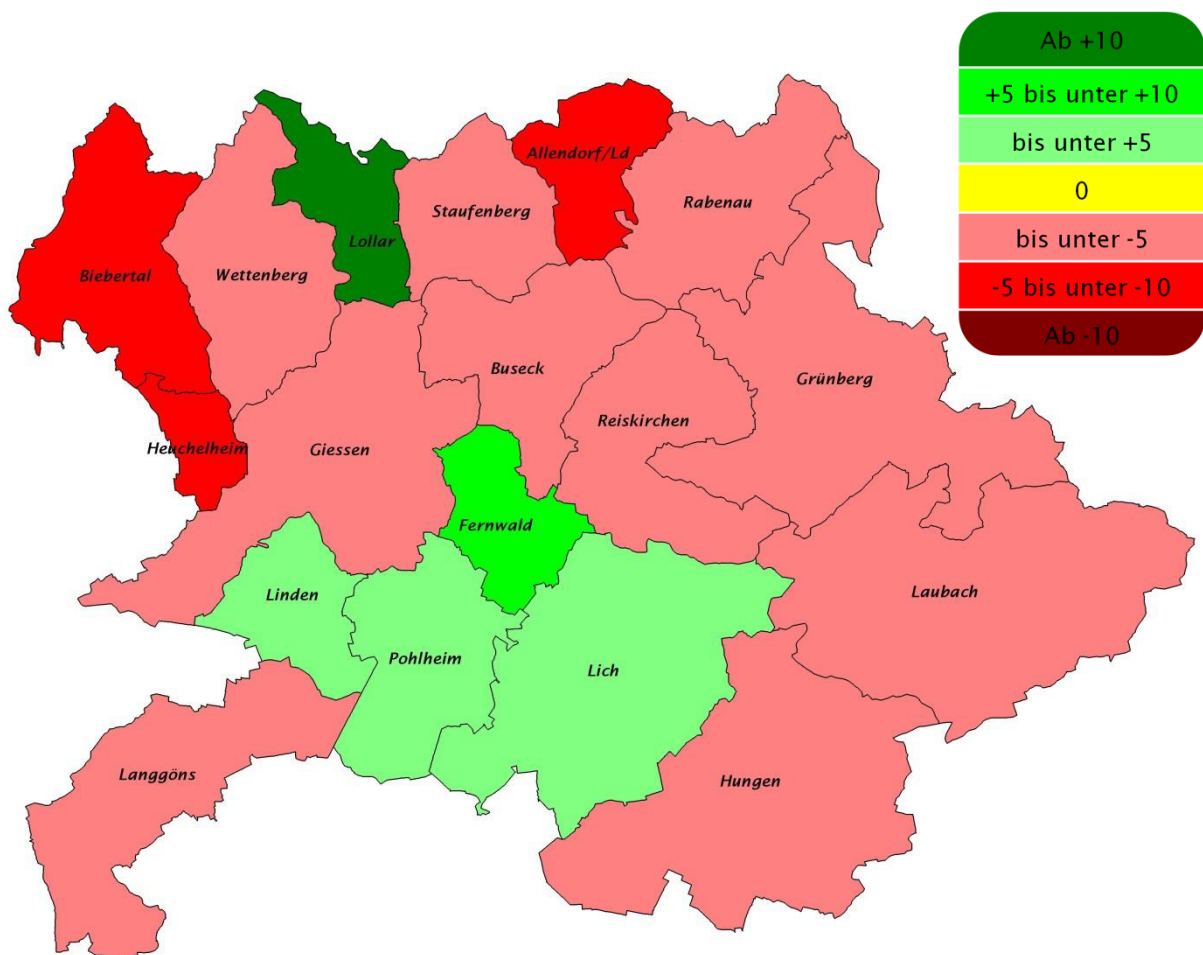 Ab +10
+5 bis unter +10
bis unter +5
0
bis unter -5
-5 bis unter -10
Ab -10
Allendorf/Ld
Rabenau
Staufenberg
Lollar
Wettenberg
Biebertal
Buseck
Grünberg
Reiskirchen
Heuchelheim
Giessen
Fernwald
Linden
Laubach
Pohlheim
Lich
Langgöns
Hungen